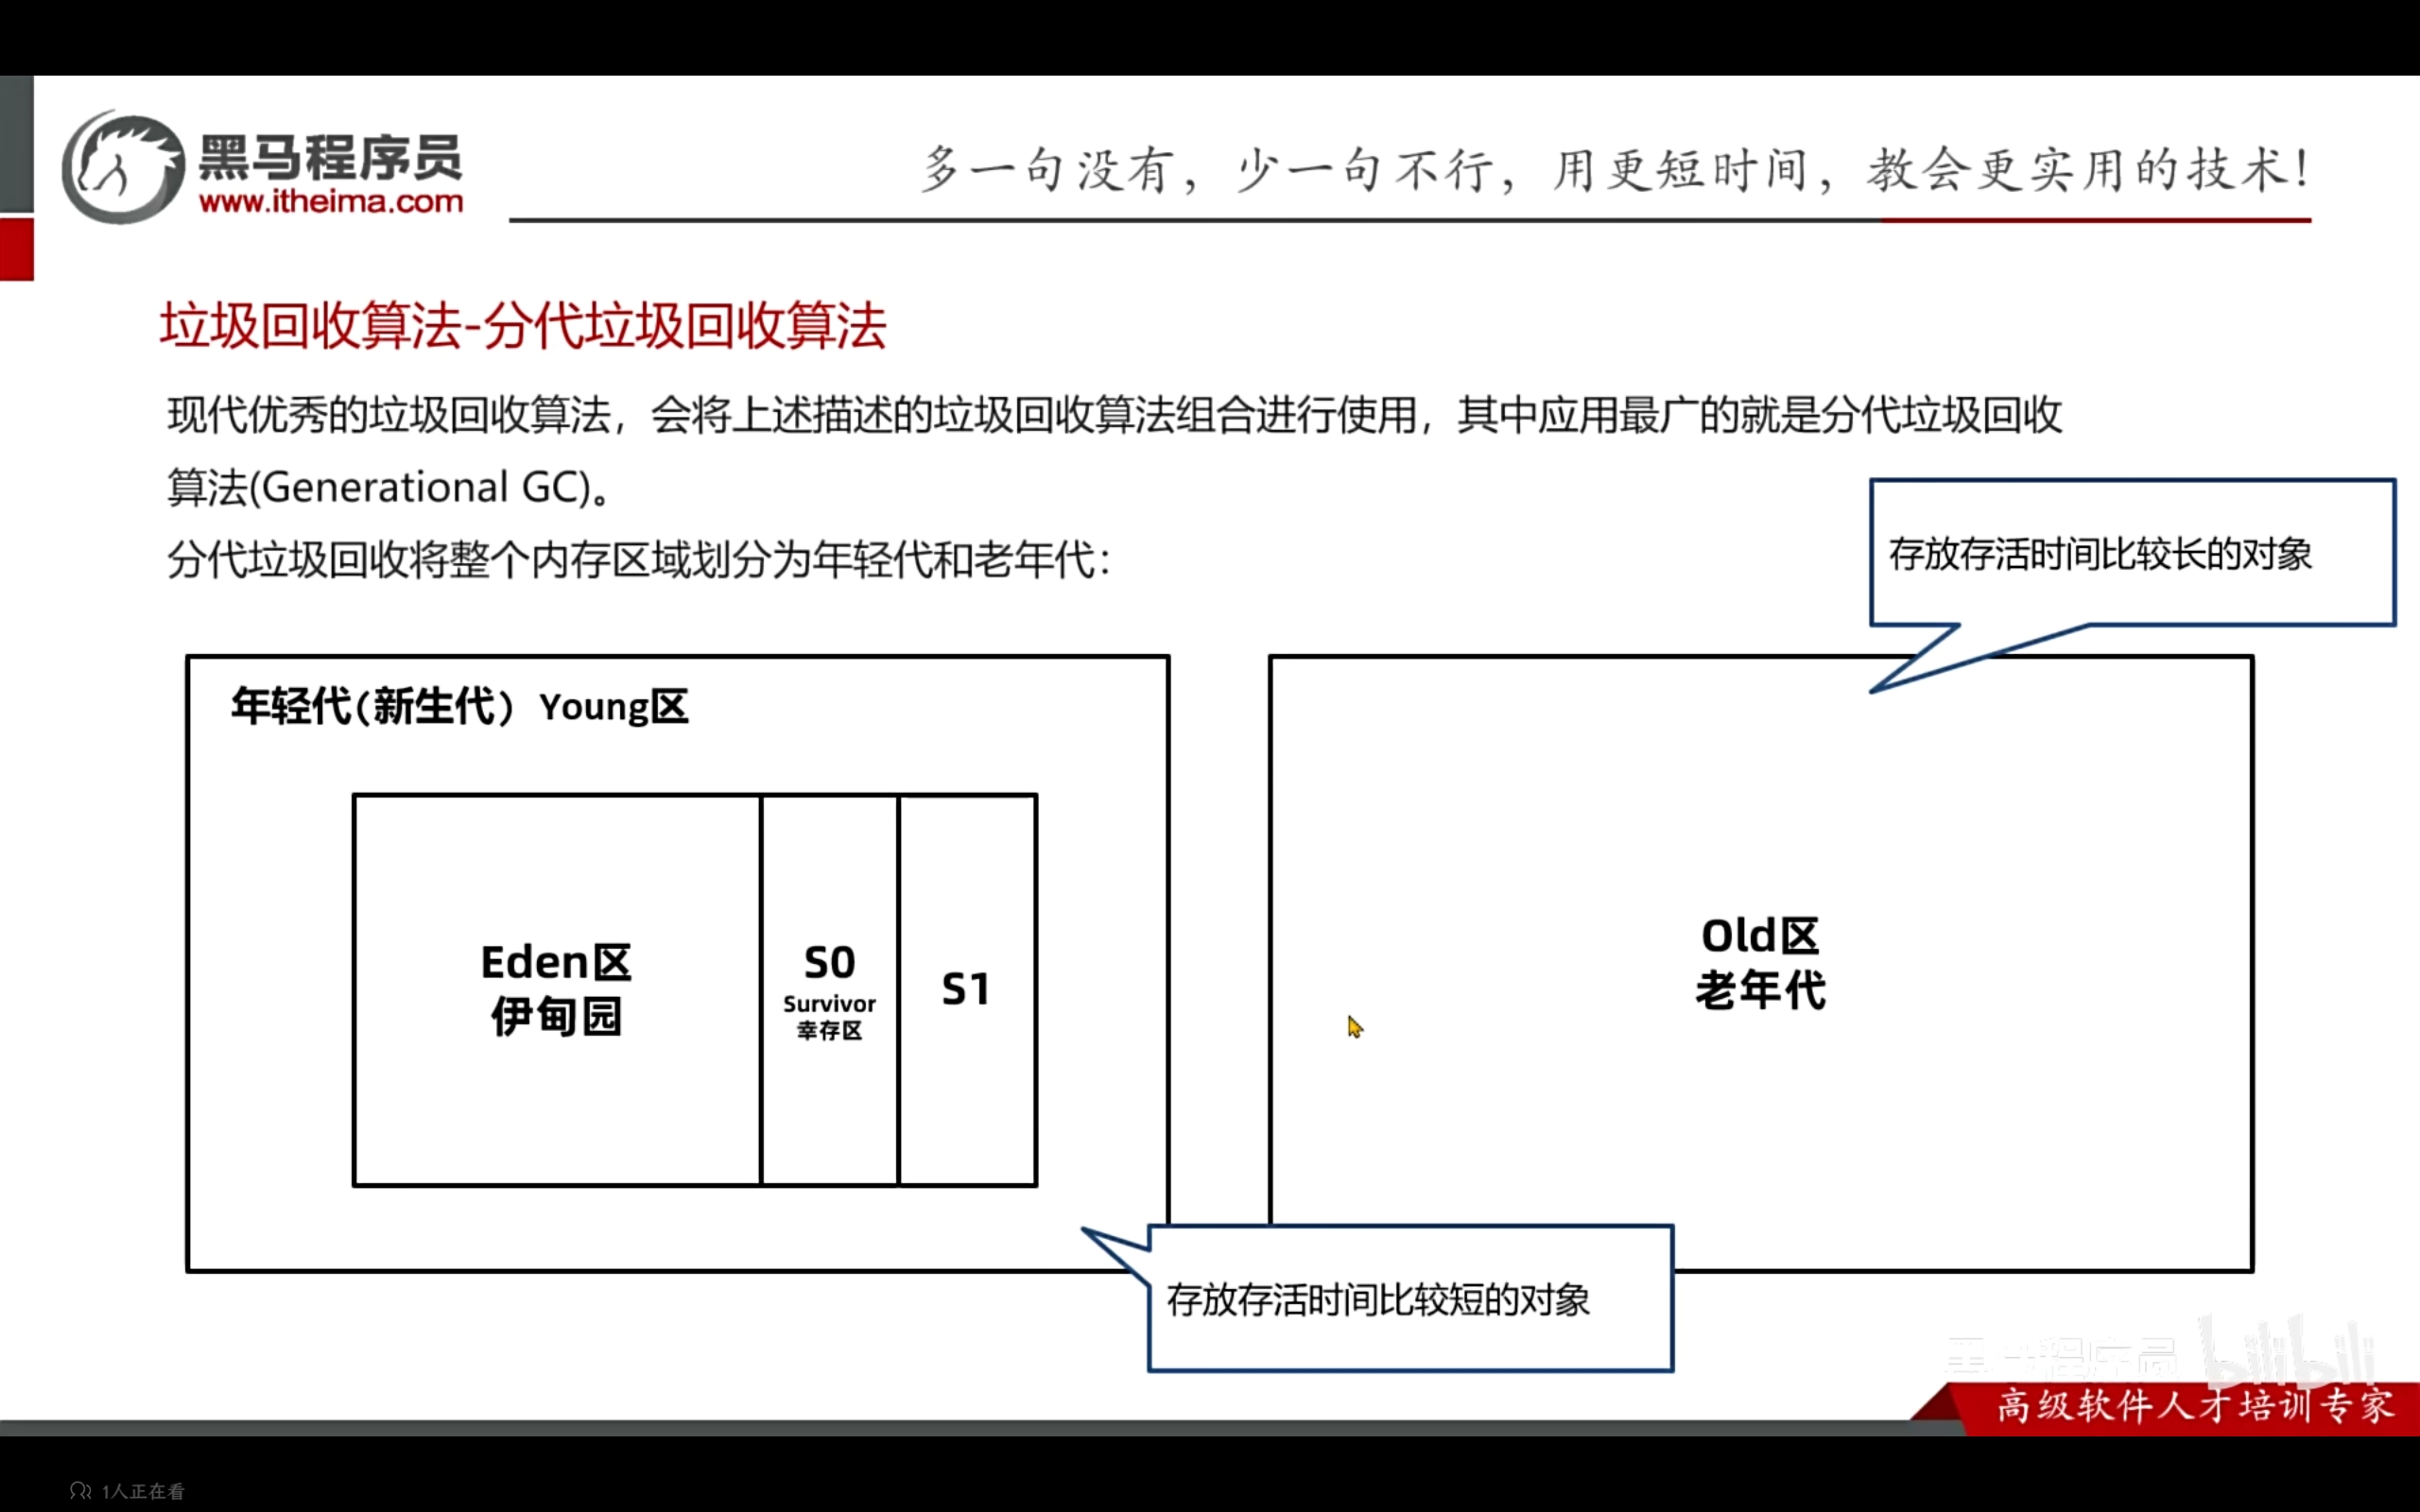 黑马程序员
www.itheima.com
多一句没有，少一句不行，用更短时间，教会更实用的技术！
垃圾回收算法-分代垃圾回收算法
现代优秀的垃圾回收算法，会将上述描述的垃圾回收算法组合进行使用，其中应用最广的就是分代垃圾回收
算法(Generational GC)。
分代垃圾回收将整个内存区域划分为年轻代和老年代：
存放存活时间比较长的对象
年轻代(新生代）Young区
Eden区
伊甸园
S0
Survivor
幸存区
S1
Old区
老年代
存放存活时间比较短的对象
黑马程序员 bilibili
高级软件人才培训专家
1人正在看